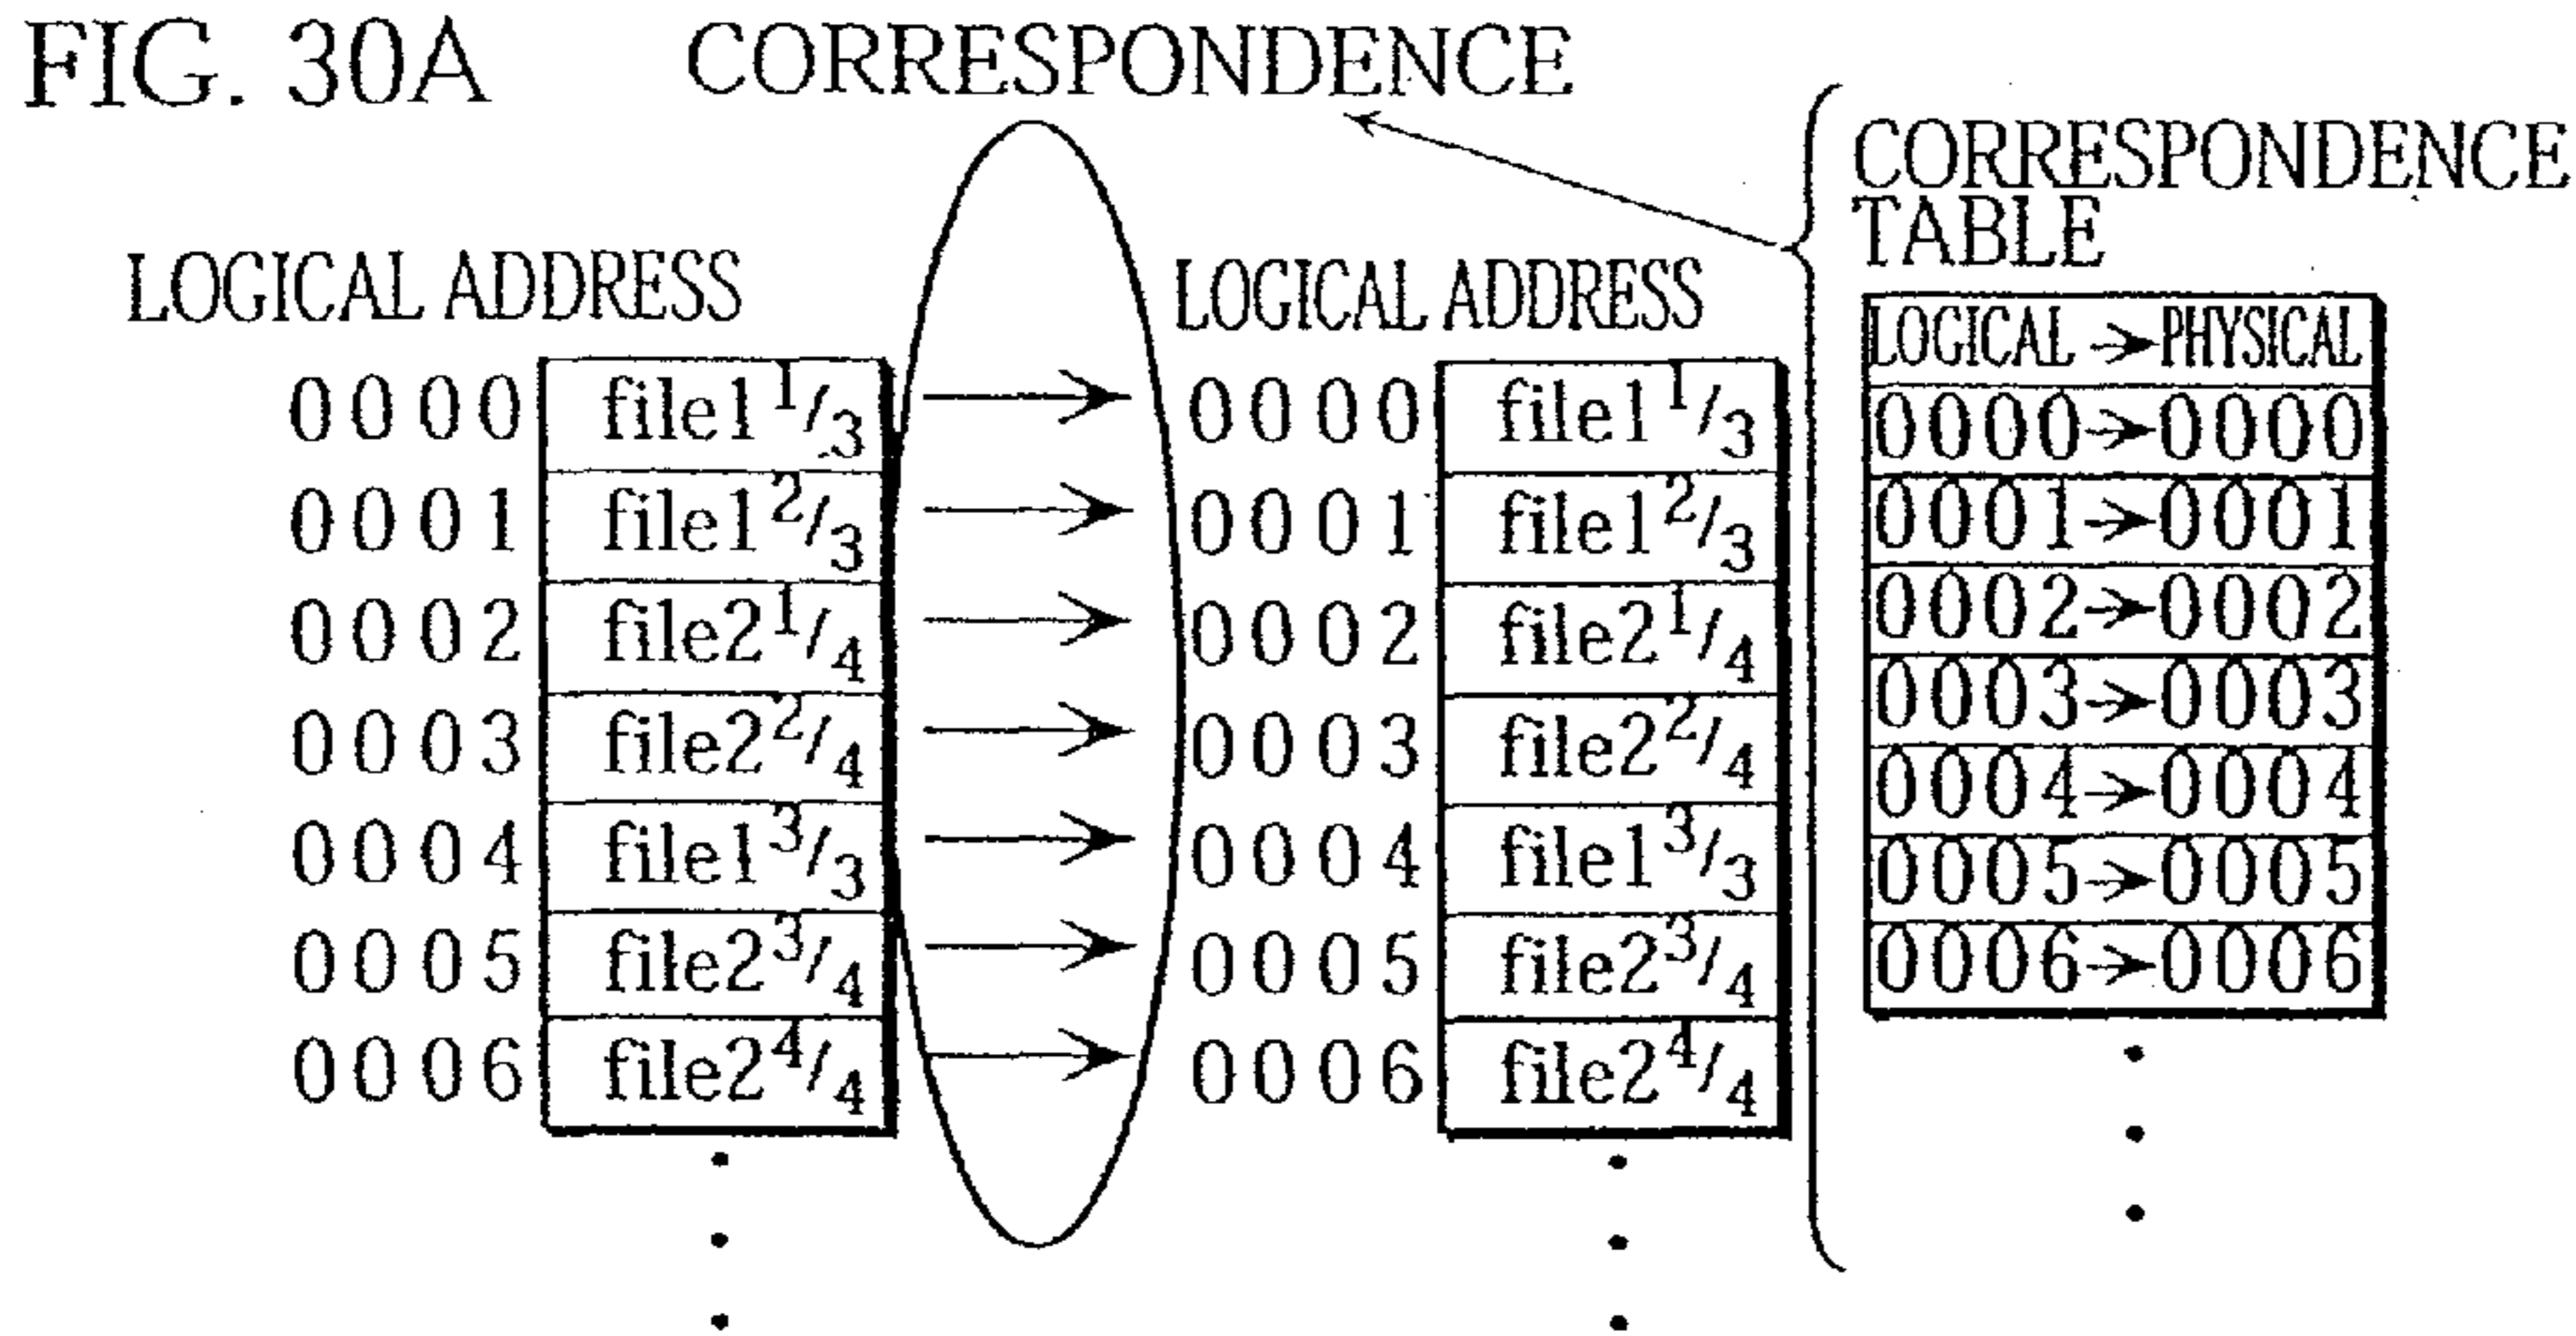 FIG. 30A
CORRESPONDENCE
LOGICAL ADDRESS
0000 file1 1/3
0001 file1 2/3
0002 file2 1/4
0003 file2 2/4
0004 file1 3/3
0005 file2 3/4
0006 file2 4/4
LOGICAL ADDRESS
0000 file1 1/3
0001 file1 2/3
0002 file2 1/4
0003 file2 2/4
0004 file1 3/3
0005 file2 3/4
0006 file2 4/4
CORRESPONDENCE
TABLE
LOGICAL → PHYSICAL
0000→0000
0001→0001
0002→0002
0003→0003
0004→0004
0005→0005
0006→0006